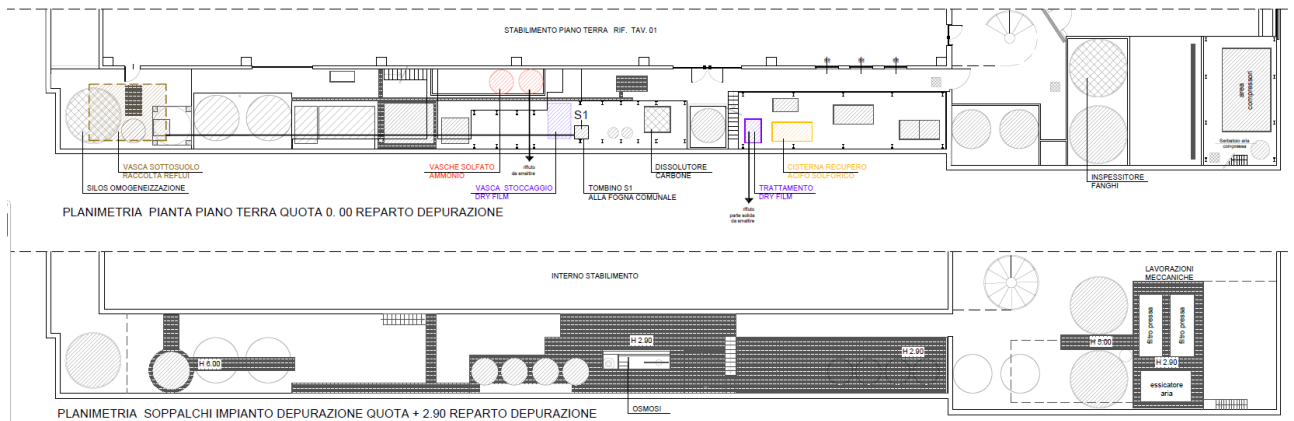 STABILIMENTO PIANO TERRA RIF. TAV. 01
S1
area
compressori
Serbatoio aria
compressa
VASCA SOTTOSUOLO
RACCOLTA REFLUI
SILOS OMOGENEIZZAZIONE
VASCHE SOLFATO
AMMONIO
rifiuto
da smaltire
VASCA STOCCAGGIO
DRY FILM
TOMBINO S1
ALLA FOGNA COMUNALE
DISSOLUTORE
CARBONE
TRATTAMENTO
DRY FILM
CISTERNA RECUPERO
ACIFO SOLFORICO
rifiuto
parte solida
da smaltire
INSPESSITORE
FANGHI
PLANIMETRIA PIANTA PIANO TERRA QUOTA 0. 00 REPARTO DEPURAZIONE
INTERNO STABILIMENTO
LAVORAZIONI
MECCANICHE
filtro pressa
filtro pressa
H 6.00
H 2.90
H 2.90
H 5.00
H 2.90
essicatore
aria
OSMOSI
PLANIMETRIA SOPPALCHI IMPIANTO DEPURAZIONE QUOTA + 2.90 REPARTO DEPURAZIONE